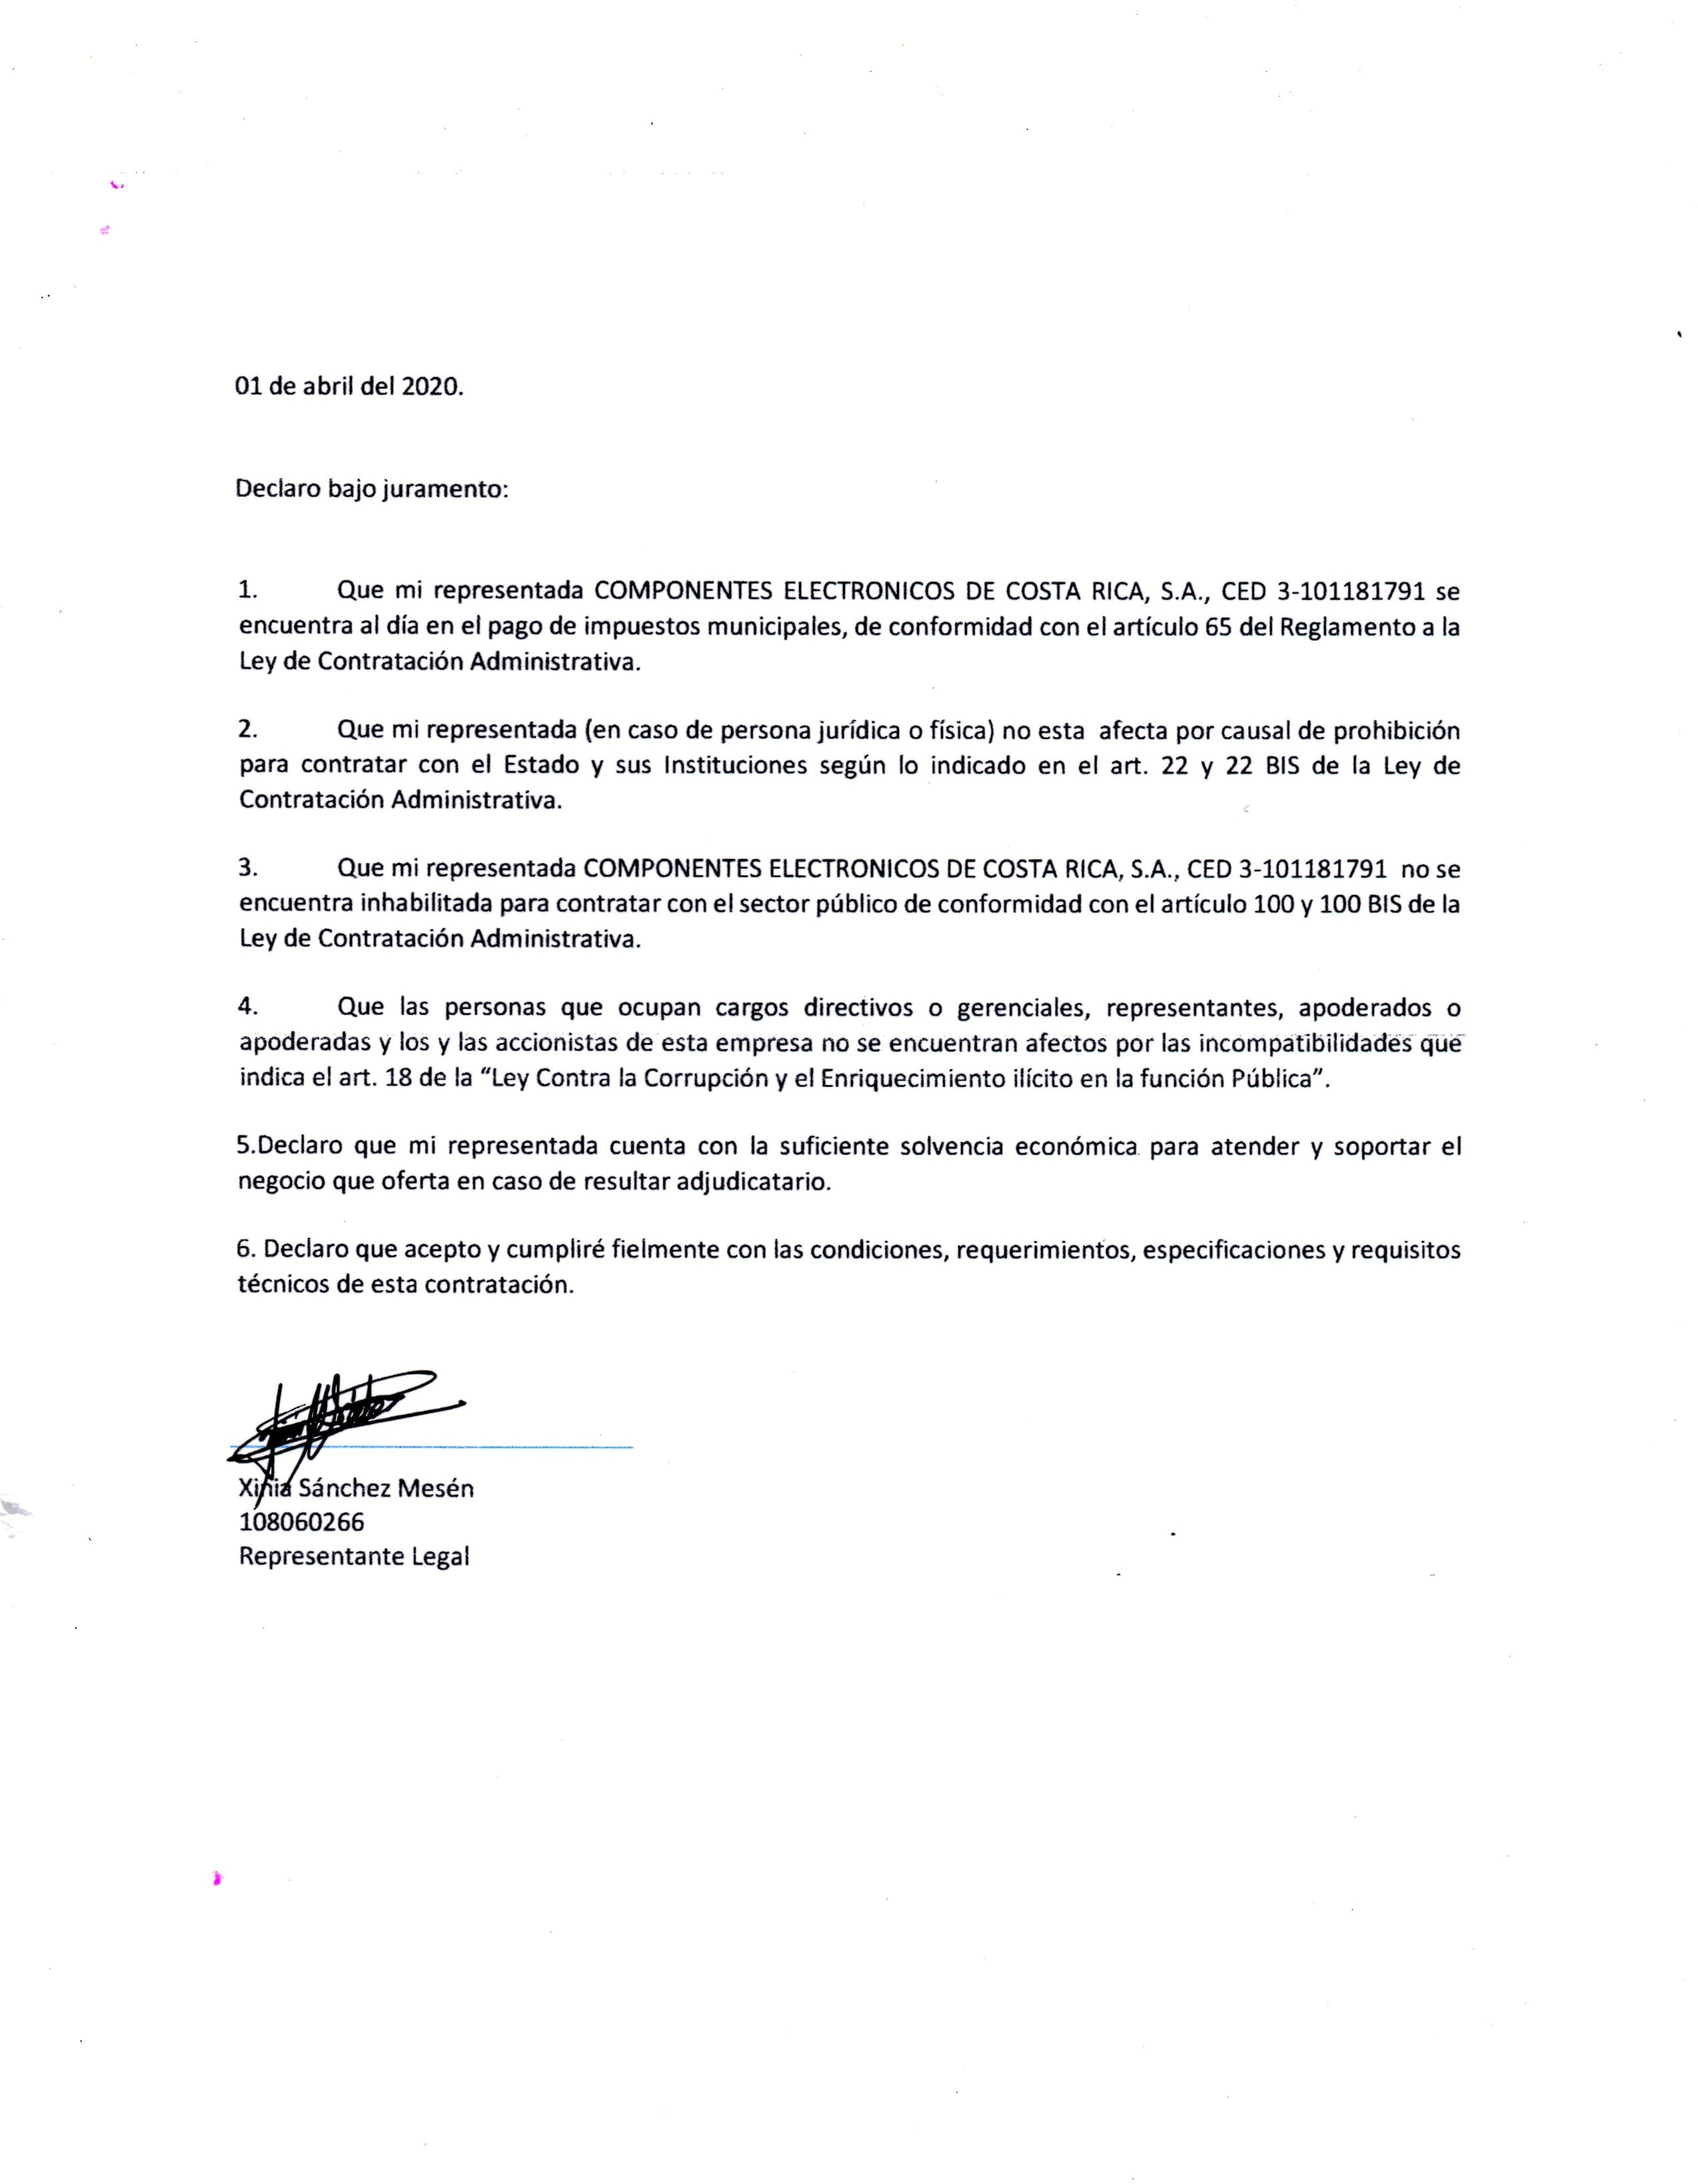 01 de abril del 2020.
Declaro bajo juramento:
1. Que mi representada COMPONENTES ELECTRONICOS DE COSTA RICA, S.A., CED 3-101181791 se
encuentra al día en el pago de impuestos municipales, de conformidad con el artículo 65 del Reglamento a la
Ley de Contratación Administrativa.
2. Que mi representada (en caso de persona jurídica o física) no esta afecta por causal de prohibición
para contratar con el Estado y sus Instituciones según lo indicado en el art. 22 y 22 BIS de la Ley de
Contratación Administrativa.
3. Que mi representada COMPONENTES ELECTRONICOS DE COSTA RICA, S.A., CED 3-101181791 no se
encuentra inhabilitada para contratar con el sector público de conformidad con el artículo 100 y 100 BIS de la
Ley de Contratación Administrativa.
4. Que las personas que ocupan cargos directivos o gerenciales, representantes, apoderados o
apoderadas y los y las accionistas de esta empresa no se encuentran afectos por las incompatibilidades que
indica el art. 18 de la “Ley Contra la Corrupción y el Enriquecimiento ilícito en la función Pública”.
5.Declaro que mi representada cuenta con la suficiente solvencia económica para atender y soportar el
negocio que oferta en caso de resultar adjudicatario.
6. Declaro que acepto y cumpliré fielmente con las condiciones, requerimientos, especificaciones y requisitos
técnicos de esta contratación.
Xinia Sánchez Mesén
108060266
Representante Legal